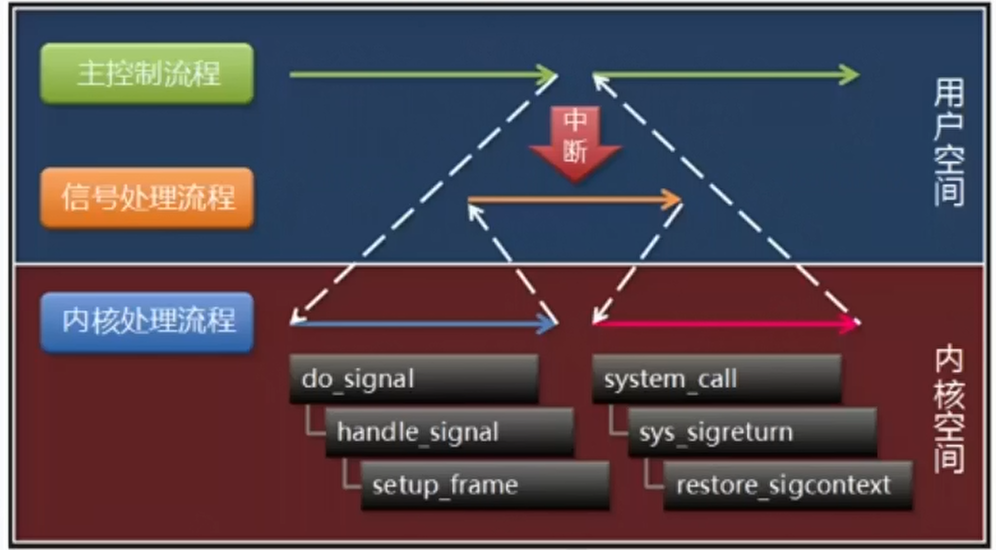 主控制流程
中断
用户空间
信号处理流程
内核处理流程
内核空间
do_signal
handle_signal
setup_frame
system_call
sys_sigreturn
restore_sigcontext